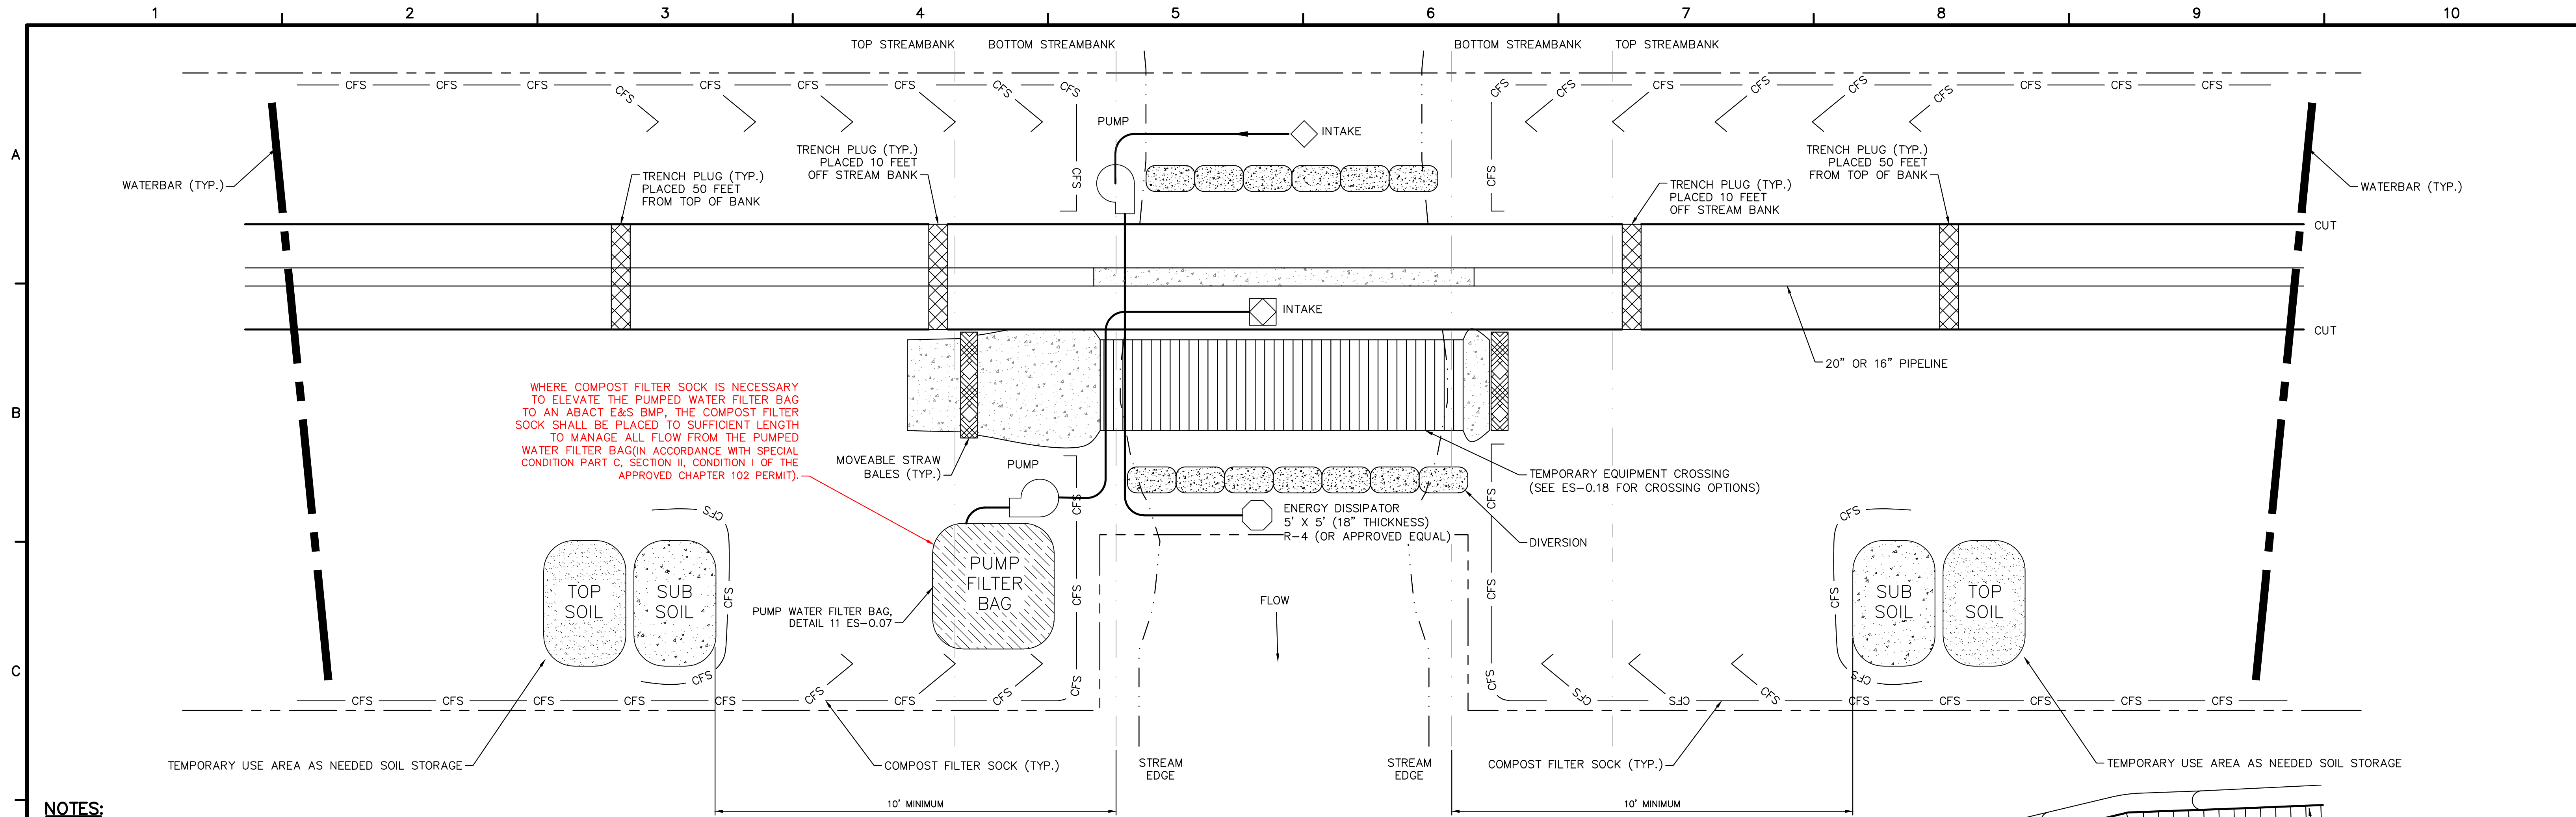 1 2 3 4 5 6 7 8 9 10
TOP STREAMBANK
BOTTOM STREAMBANK
BOTTOM STREAMBANK
TOP STREAMBANK
CFS CFS CFS CFS CFS CFS CFS CFS
CFS CFS CFS CFS CFS CFS CFS CFS CFS
A
PUMP
INTAKE
CFS
CFS
WATERBAR (TYP.)
TRENCH PLUG (TYP.)
PLACED 50 FEET
FROM TOP OF BANK
TRENCH PLUG (TYP.)
PLACED 10 FEET
OFF STREAM BANK
TRENCH PLUG (TYP.)
PLACED 10 FEET
OFF STREAM BANK
TRENCH PLUG (TYP.)
PLACED 50 FEET
FROM TOP OF BANK
WATERBAR (TYP.)
CUT
INTAKE
CUT
20" OR 16" PIPELINE
B
WHERE COMPOST FILTER SOCK IS NECESSARY
TO ELEVATE THE PUMPED WATER FILTER BAG
TO AN ABACT E&S BMP, THE COMPOST FILTER
SOCK SHALL BE PLACED TO SUFFICIENT LENGTH
TO MANAGE ALL FLOW FROM THE PUMPED
WATER FILTER BAG(IN ACCORDANCE WITH SPECIAL
CONDITION PART C, SECTION II, CONDITION I OF THE
APPROVED CHAPTER 102 PERMIT).
MOVEABLE STRAW
BALES (TYP.)
PUMP
CFS
CFS
TEMPORARY EQUIPMENT CROSSING
(SEE ES-0.18 FOR CROSSING OPTIONS)
ENERGY DISSIPATOR
5' X 5' (18" THICKNESS)
R-4 (OR APPROVED EQUAL)
DIVERSION
CFS
CFS
C
TOP
SOIL
SUB
SOIL
CFS
PUMP
FILTER
BAG
CFS
CFS
PUMP WATER FILTER BAG,
DETAIL 11 ES-0.07
FLOW
CFS
SUB
SOIL
TOP
SOIL
CFS
CFS
CFS
CFS
CFS
CFS CFS CFS CFS CFS CFS CFS CFS
CFS CFS CFS CFS CFS CFS CFS
TEMPORARY USE AREA AS NEEDED SOIL STORAGE
COMPOST FILTER SOCK (TYP.)
STREAM
EDGE
STREAM
EDGE
COMPOST FILTER SOCK (TYP.)
TEMPORARY USE AREA AS NEEDED SOIL STORAGE
10' MINIMUM
10' MINIMUM
NOTES: